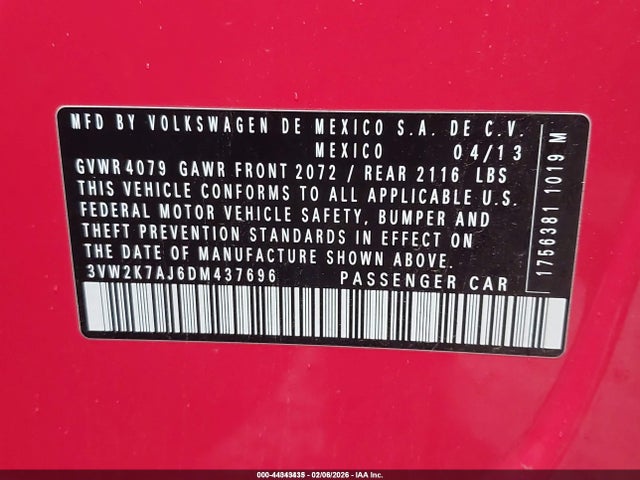 MFD BY VOLKSWAGEN DE MEXICO S.A. DE C.V.
MEXICO 04/13
GVWR 4079 GAWR FRONT 2072 / REAR 2116 LBS
THIS VEHICLE CONFORMS TO ALL APPLICABLE U.S.
FEDERAL MOTOR VEHICLE SAFETY, BUMPER AND
THEFT PREVENTION STANDARDS IN EFFECT ON
THE DATE OF MANUFACTURE SHOWN ABOVE.
3VW2K7AJ6DM437696 PASSENGER CAR
1756381 1019 M
000-44843435 - 02/06/2026 - IAA Inc.